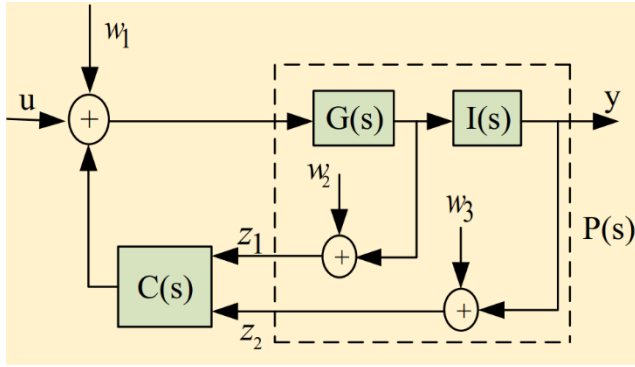 w1
u
+
G(s)
I(s)
y
w2
w3
P(s)
z1
+
C(s)
z2
+